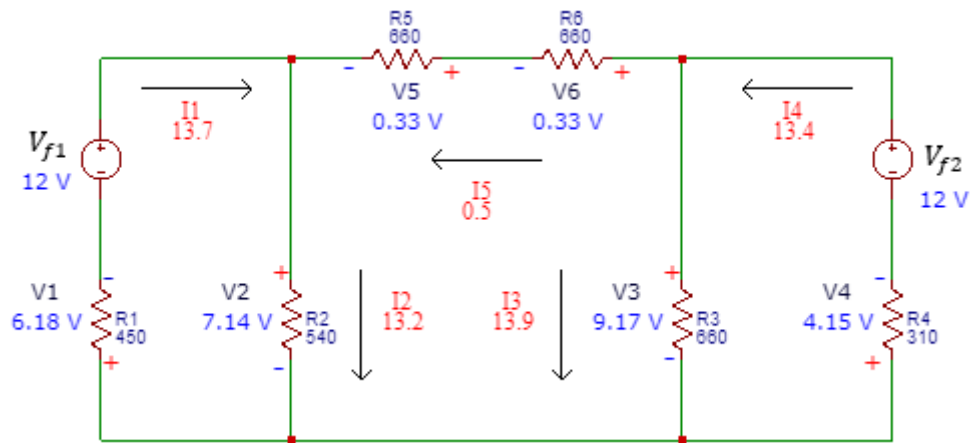 R5
660
R6
660
-
+
-
+
V5
0.33 V
V6
0.33 V
I1
13.7
I4
13.4
Vf1
12 V
+
-
I5
0.5
+
-
Vf2
12 V
-
V1
6.18 V
R1
450
+
+
V2
7.14 V
R2
540
-
I2
13.2
I3
13.9
+
V3
9.17 V
R3
660
-
-
V4
4.15 V
R4
310
+